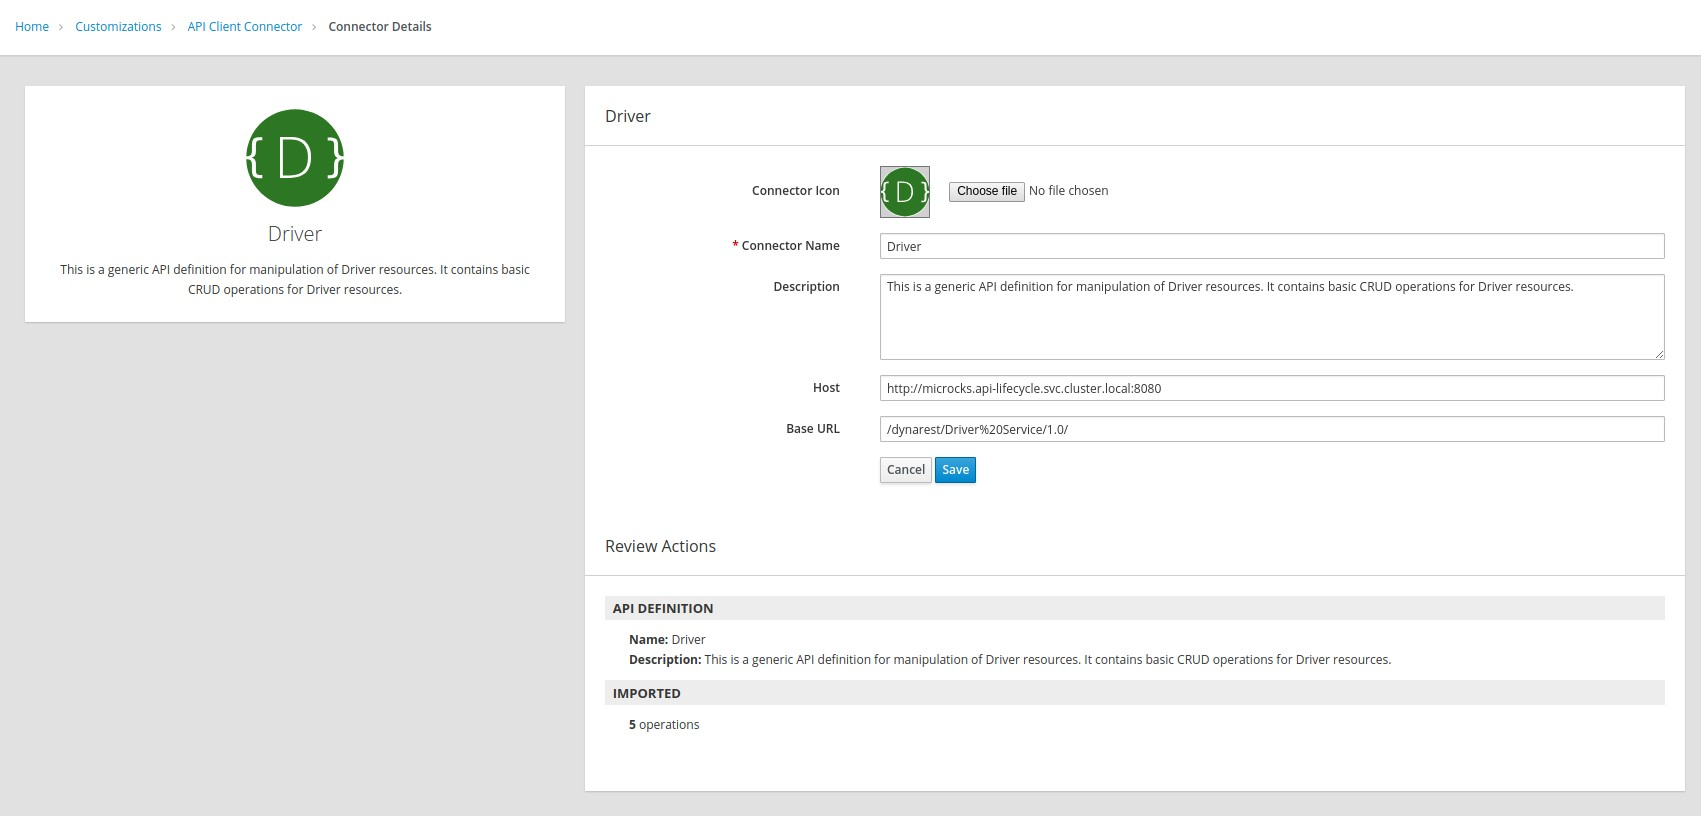 Home > Customizations > API Client Connector > Connector Details
{ D }
Driver
This is a generic API definition for manipulation of Driver resources. It contains basic
CRUD operations for Driver resources.
Driver
Connector Icon { D } Choose file No file chosen
* Connector Name Driver
Description This is a generic API definition for manipulation of Driver resources. It contains basic CRUD operations for Driver resources.
Host http://microcks.api-lifecycle.svc.cluster.local:8080
Base URL /dynarest/Driver%20Service/1.0/
Cancel Save
Review Actions
API DEFINITION
Name: Driver
Description: This is a generic API definition for manipulation of Driver resources. It contains basic CRUD operations for Driver resources.
IMPORTED
5 operations